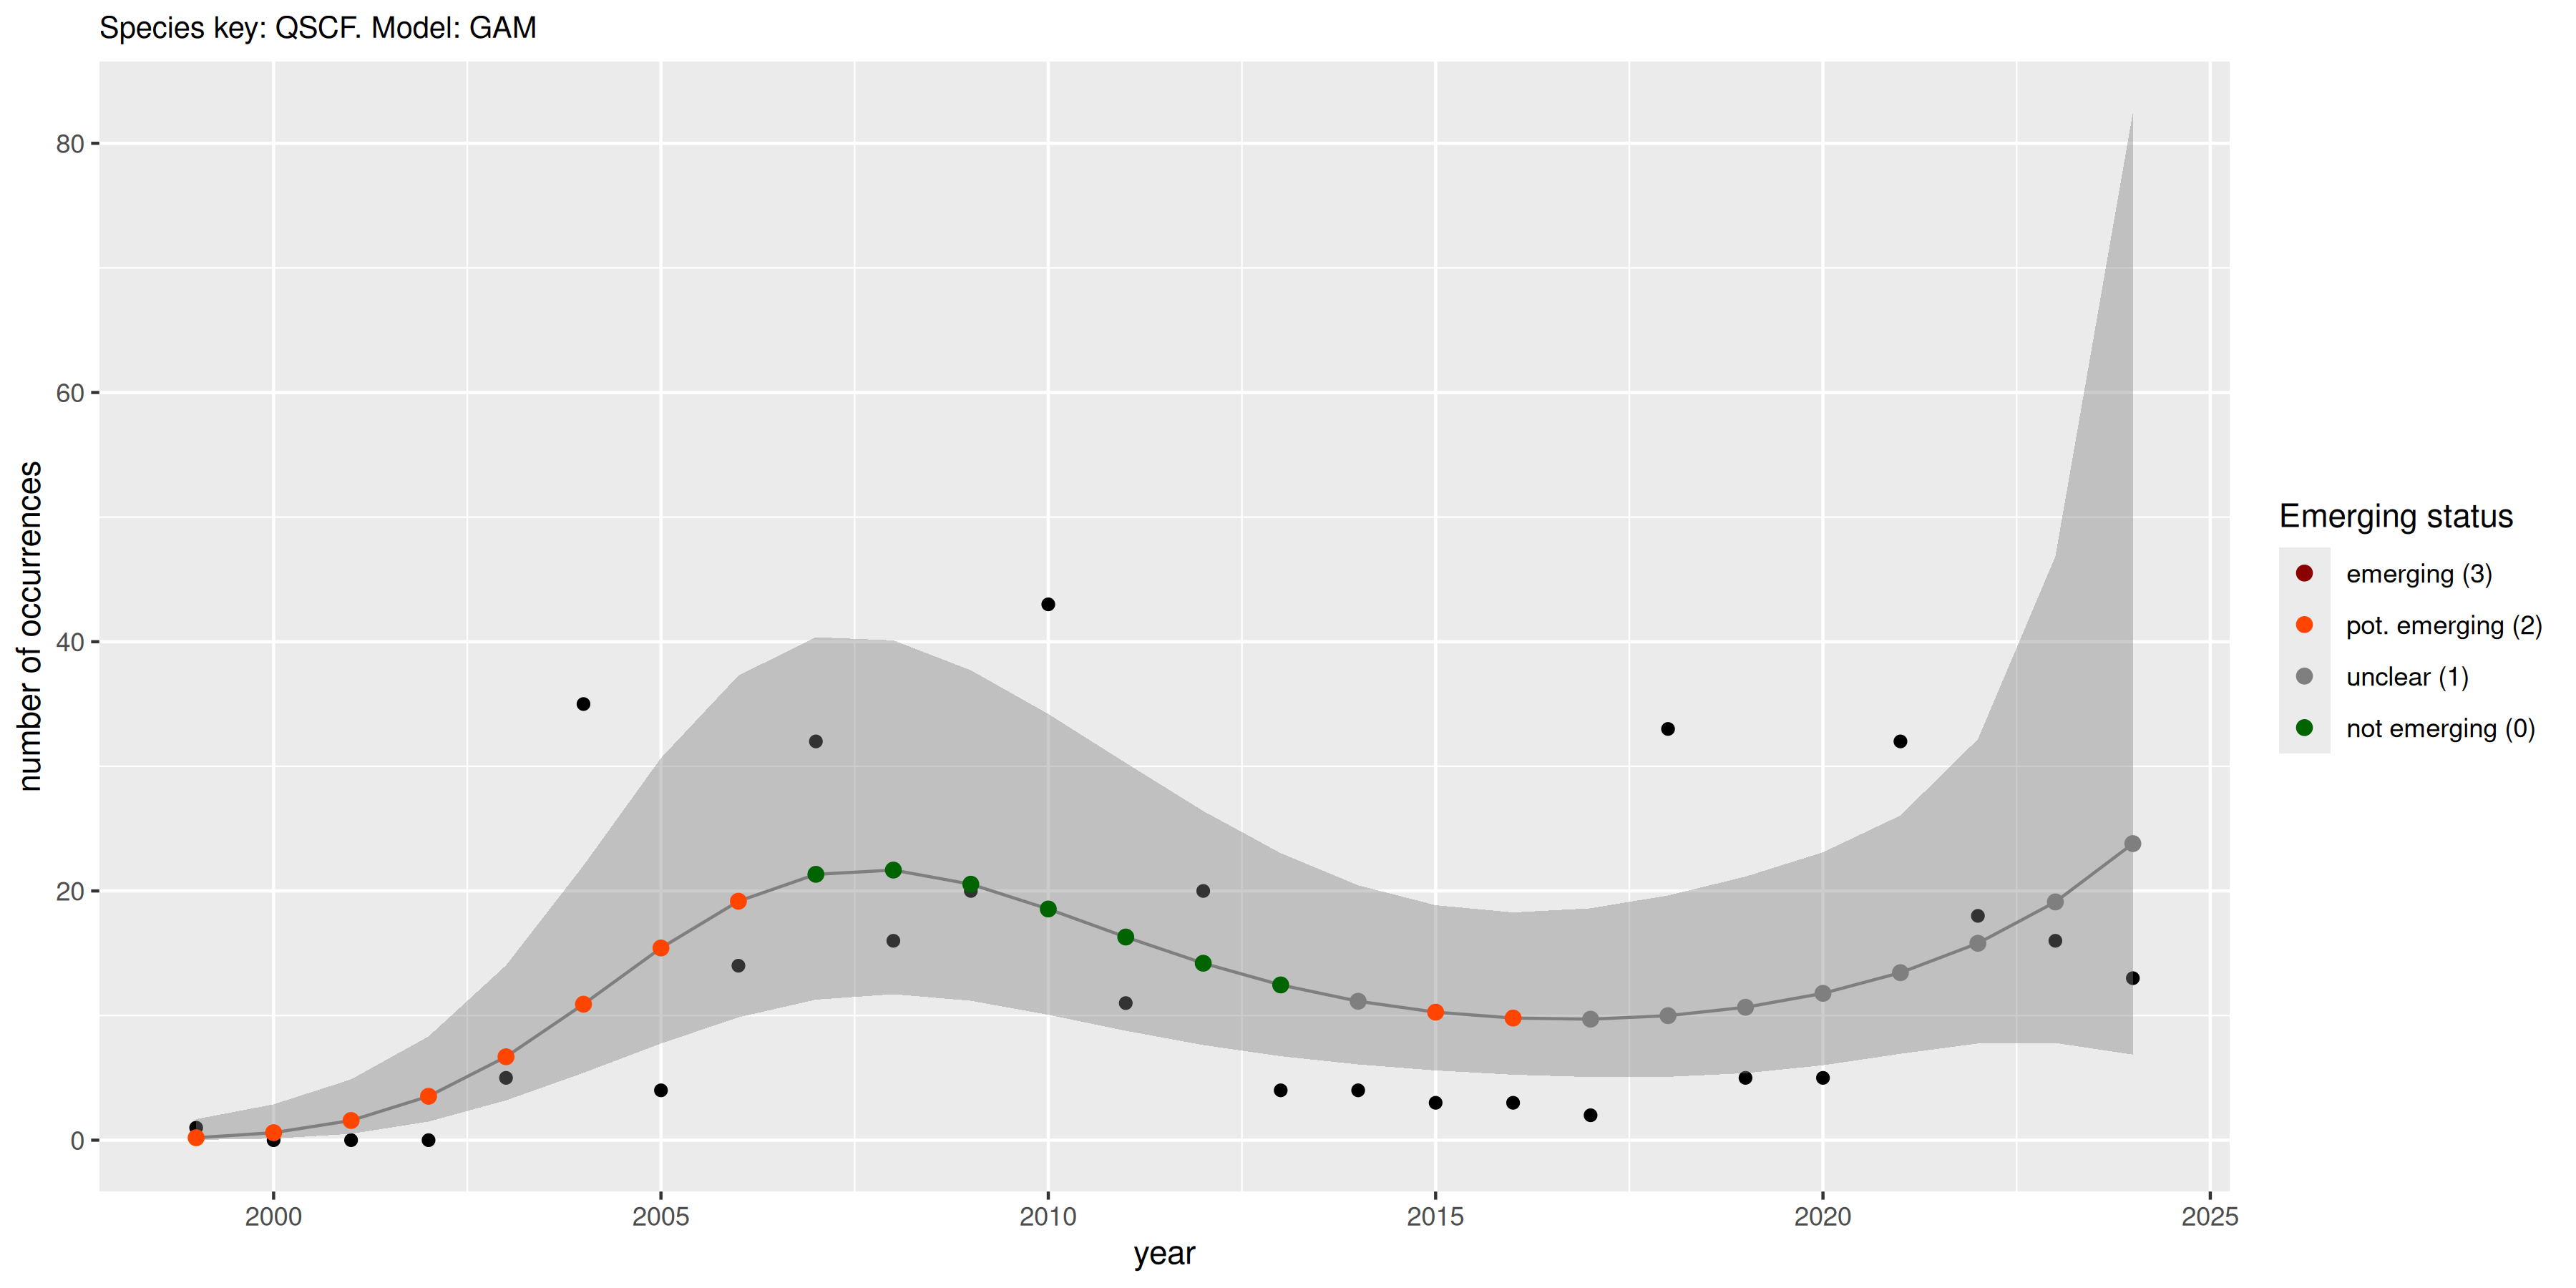 Species key: QSCF. Model: GAM
80
60
40
20
0
number of occurrences
2000 2005 2010 2015 2020 2025
year
Emerging status
emerging (3)
pot. emerging (2)
unclear (1)
not emerging (0)